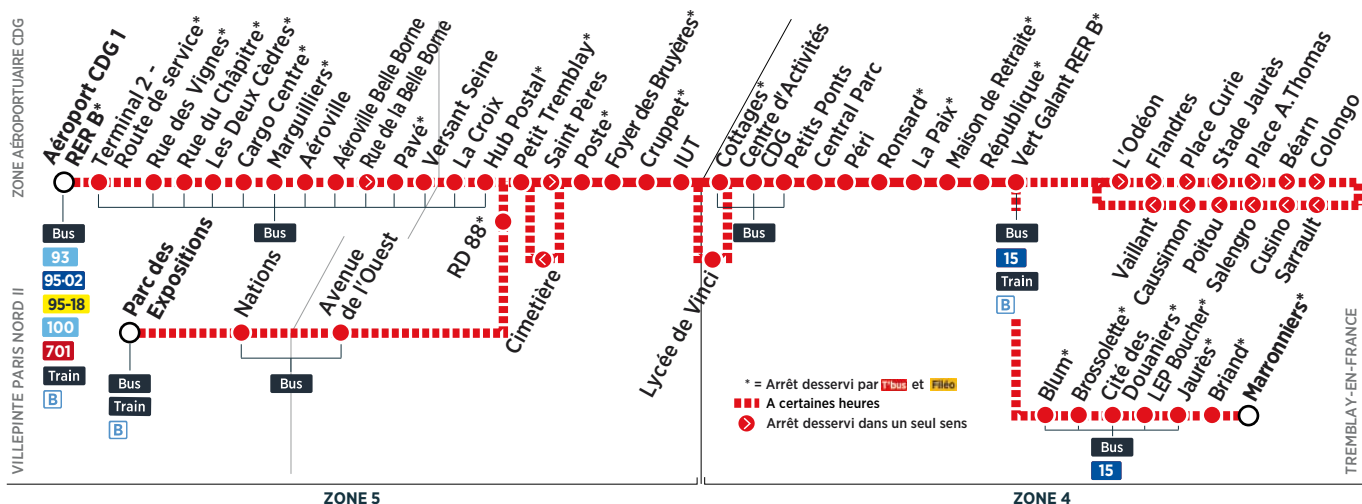 ZONE AÉROPORTUAIRE CDG
Aéroport CDG 1
RER B*
Terminal 2 -
Route de service*
Rue des Vignes*
Rue du Châpitre*
Les Deux Cèdres*
Cargo Centre*
Marguilliers*
Aéroville
Aéroville Belle Borne
Rue de la Belle Borne
Pavé*
Versant Seine
La Croix
Hub Postal*
Petit Tremblay*
Saint Pères
Poste*
Foyer des Bruyères*
Cruppet*
IUT
Cottages*
Centre d'Activités
CDG
Petits Ponts
Central Parc
Péri
Ronsard*
La Paix*
Maison de Retraite*
République*
Vert Galant RER B*
L'Odéon
Flandres
Place Curie
Stade Jaurès
Place A.Thomas
Béarn
Colongo
Vaillant
Caussimon
Poitou
Salengro
Cusino
Sarrault
Bus
93
95-02
95-18
100
701
Train
B
Bus
RD 88*
Cimetière
Lycée de Vinci
Bus
Bus
15
Train
B
VILLEPINTE PARIS NORD II
Parc des
Expositions
Nations
Avenue
de l'Ouest
Bus
Train
B
Bus
* = Arrêt desservi par T'bus et Filéo
A certaines heures
Arrêt desservi dans un seul sens
Blum*
Brossolette*
Cité des
Douaniers*
LEP Boucher*
Jaurès*
Briand*
Marronniers*
Bus
15
TREMBLAY-EN-FRANCE
ZONE 5
ZONE 4